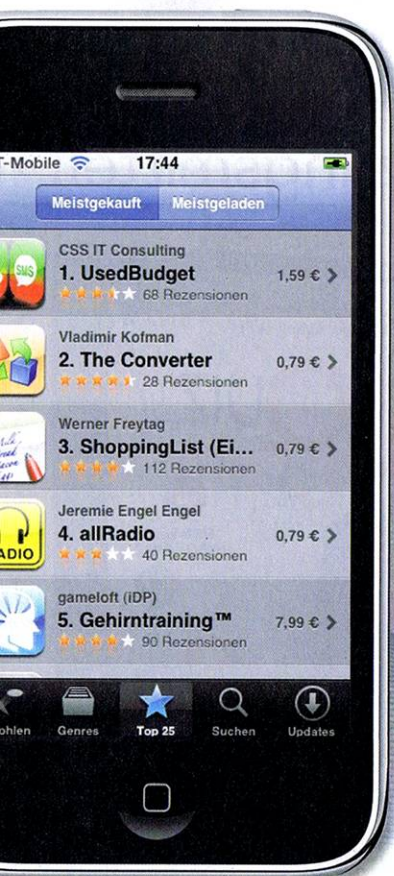 T-Mobile 17:44
Meistgekauft Meistgeladen
CSS IT Consulting
SMS
1. UsedBudget 1,59 €
68 Rezensionen
Vladimir Kofman
2. The Converter 0,79 €
28 Rezensionen
Werner Freytag
3. ShoppingList (Ei... 0,79 €
112 Rezensionen
Jeremie Engel Engel
4. allRadio 0,79 €
ADIO
40 Rezensionen
gameloft (iDP)
5. Gehirntraining™ 7,99 €
90 Rezensionen
ohlen Genres Top 25 Suchen Updates